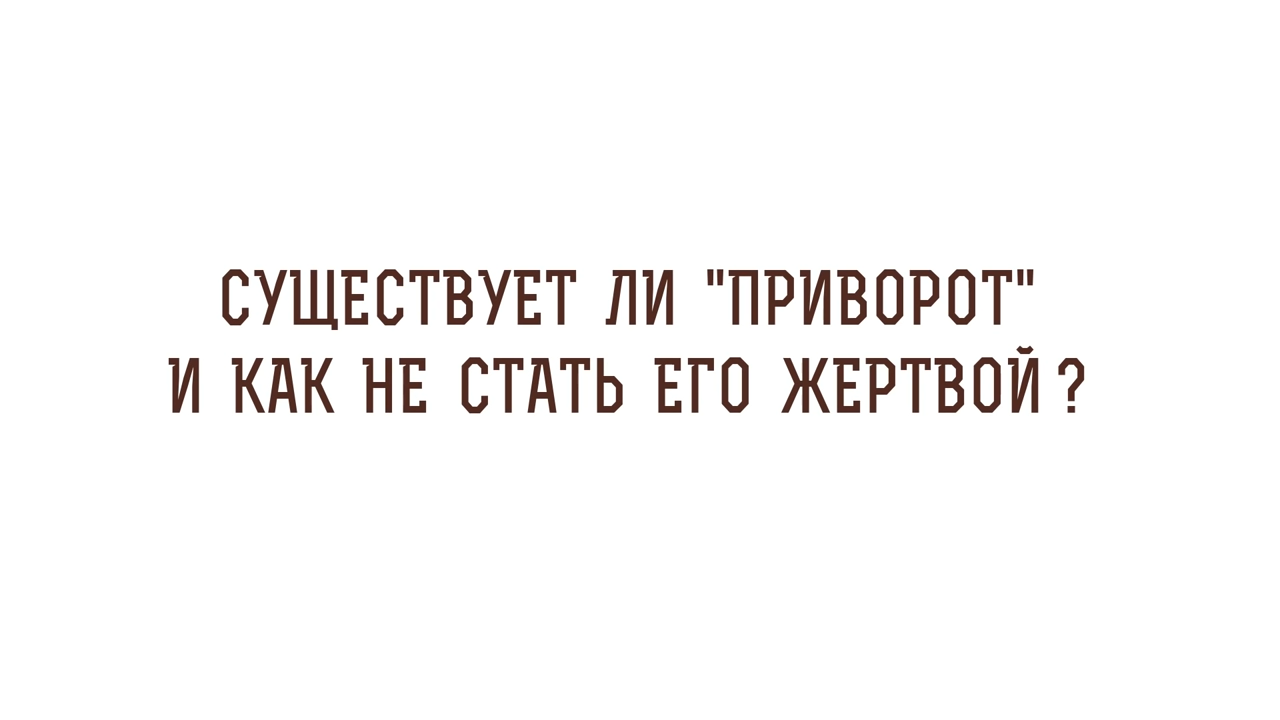 СУЩЕСТВУЕТ ЛИ "ПРИВОРОТ"
И КАК НЕ СТАТЬ ЕГО ЖЕРТВОЙ?